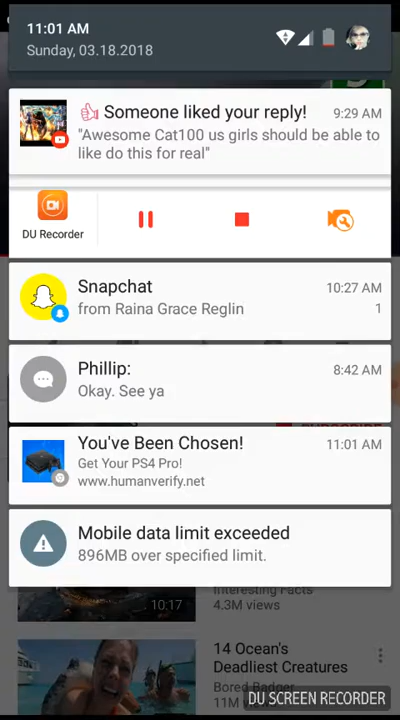 11:01 AM
Sunday, 03.18.2018
Someone liked your reply! 9:29 AM
"Awesome Cat100 us girls should be able to
like do this for real"
DU Recorder
Snapchat 10:27 AM
from Raina Grace Reglin 1
Phillip: 8:42 AM
Okay. See ya
You've Been Chosen! 11:01 AM
Get Your PS4 Pro!
www.humanverify.net
Mobile data limit exceeded
896MB over specified limit.
Interesting Facts
10:17 4.3M views
14 Ocean's
Deadliest Creatures
Bored Badger
11M views
DU SCREEN RECORDER